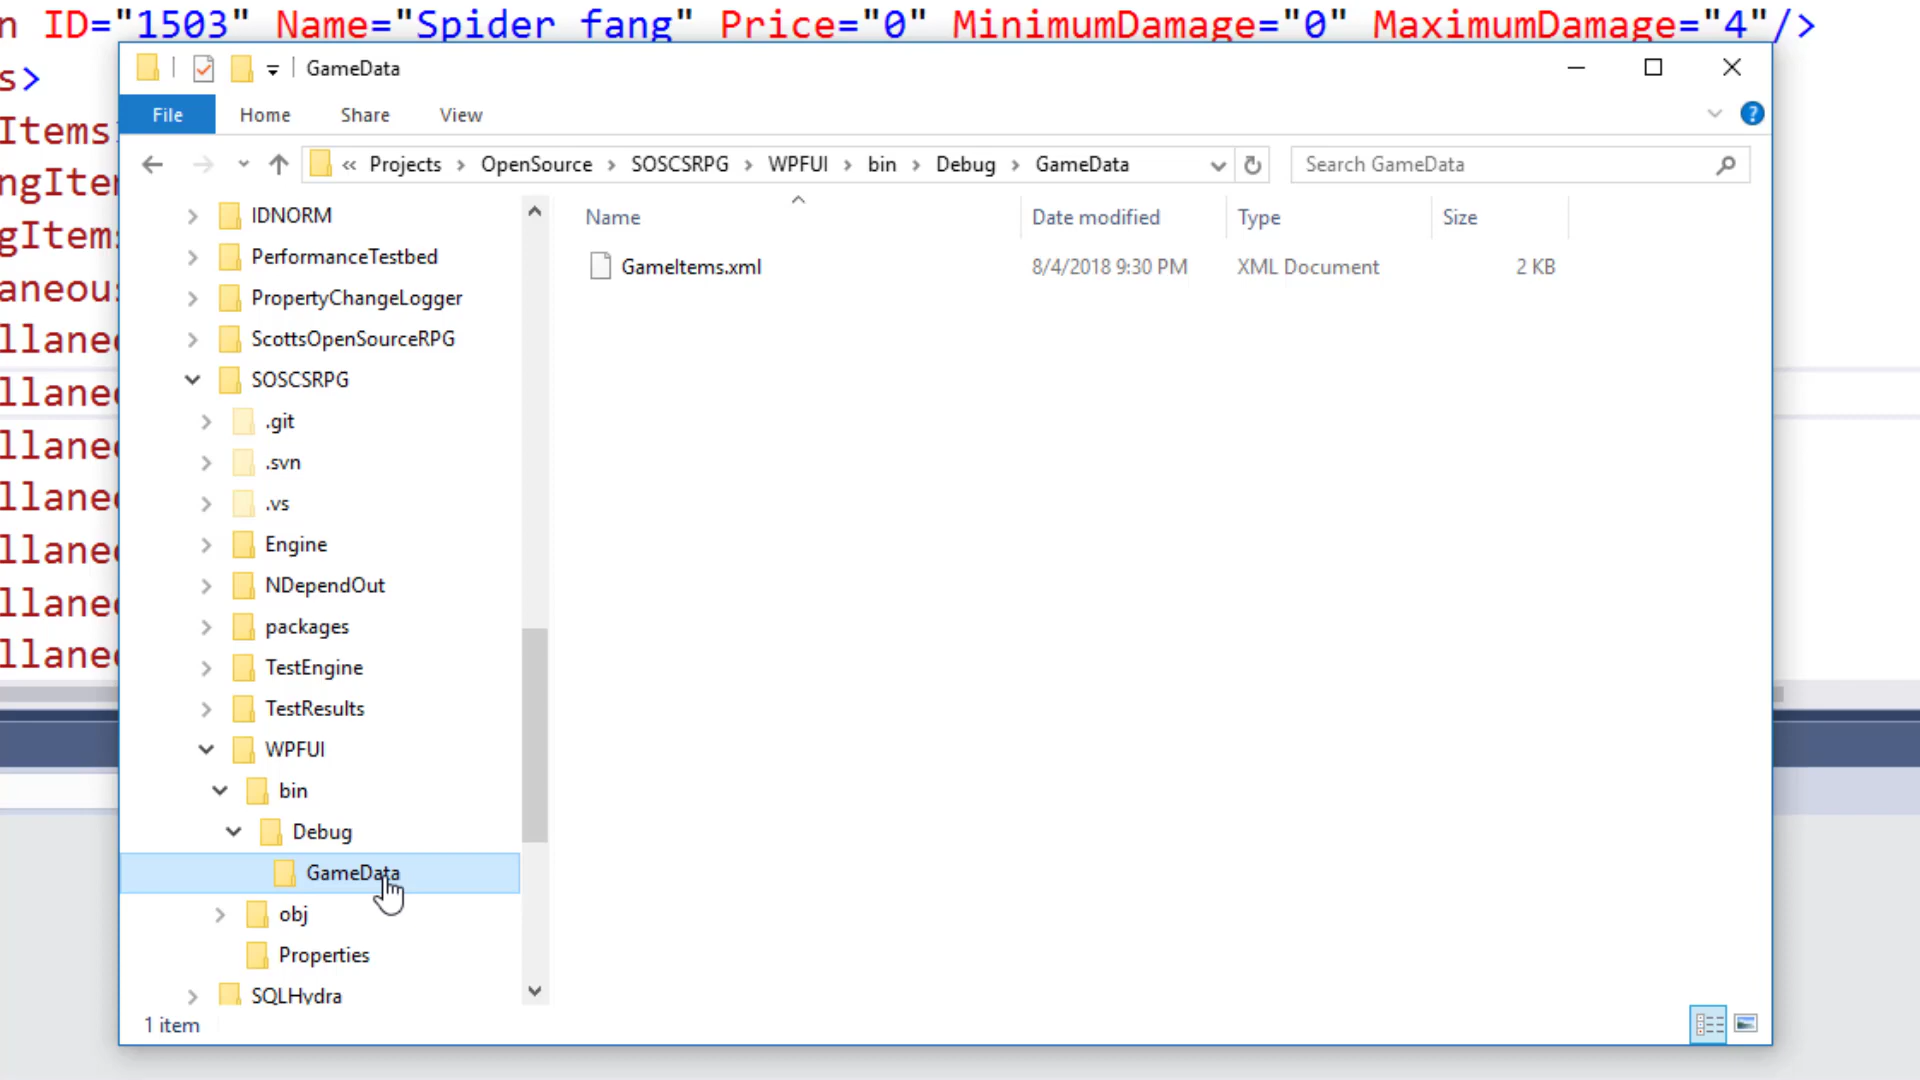 n ID="1503" Name="Spider fang" Price="0" MinimumDamage="0" MaximumDamage="4"/>
GameData
s>
File Home Share View
Items
« Projects > OpenSource > SOSCSRPG > WPFUI > bin > Debug > GameData
Search GameData
ngIte
gItem
aneou
llane
llane
llane
llane
llane
llane
llane
IDNORM
PerformanceTestbed
PropertyChangeLogger
ScottsOpenSourceRPG
SOSCSRPG
.git
.svn
.vs
Engine
NDependOut
packages
TestEngine
TestResults
WPFUI
bin
Debug
GameData
obj
Properties
SQLHydra
Name Date modified Type Size
GameItems.xml 8/4/2018 9:30 PM XML Document 2 KB
1 item